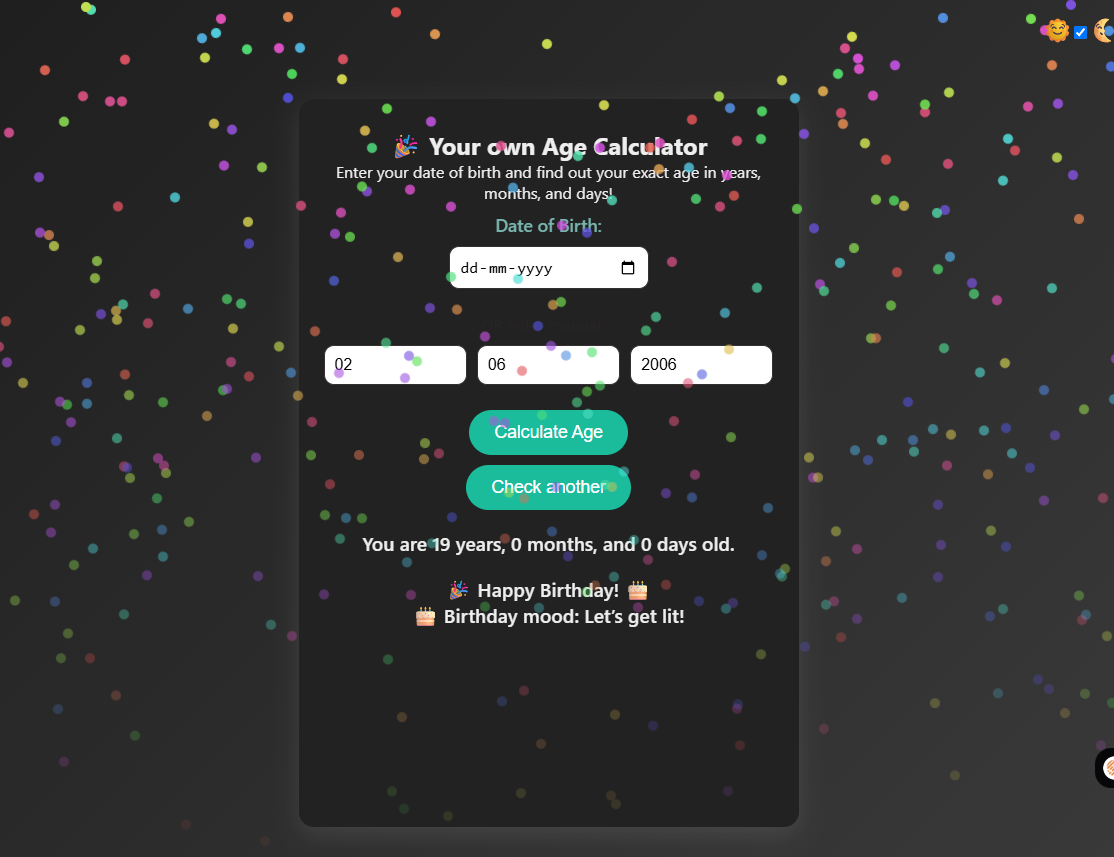 🎉 Your own Age Calculator
Enter your date of birth and find out your exact age in years,
months, and days!
Date of Birth:
dd-mm-yyyy
02 06 2006
Calculate Age
Check another
You are 19 years, 0 months, and 0 days old.
🎉 Happy Birthday! 🎂
🎂 Birthday mood: Let’s get lit!